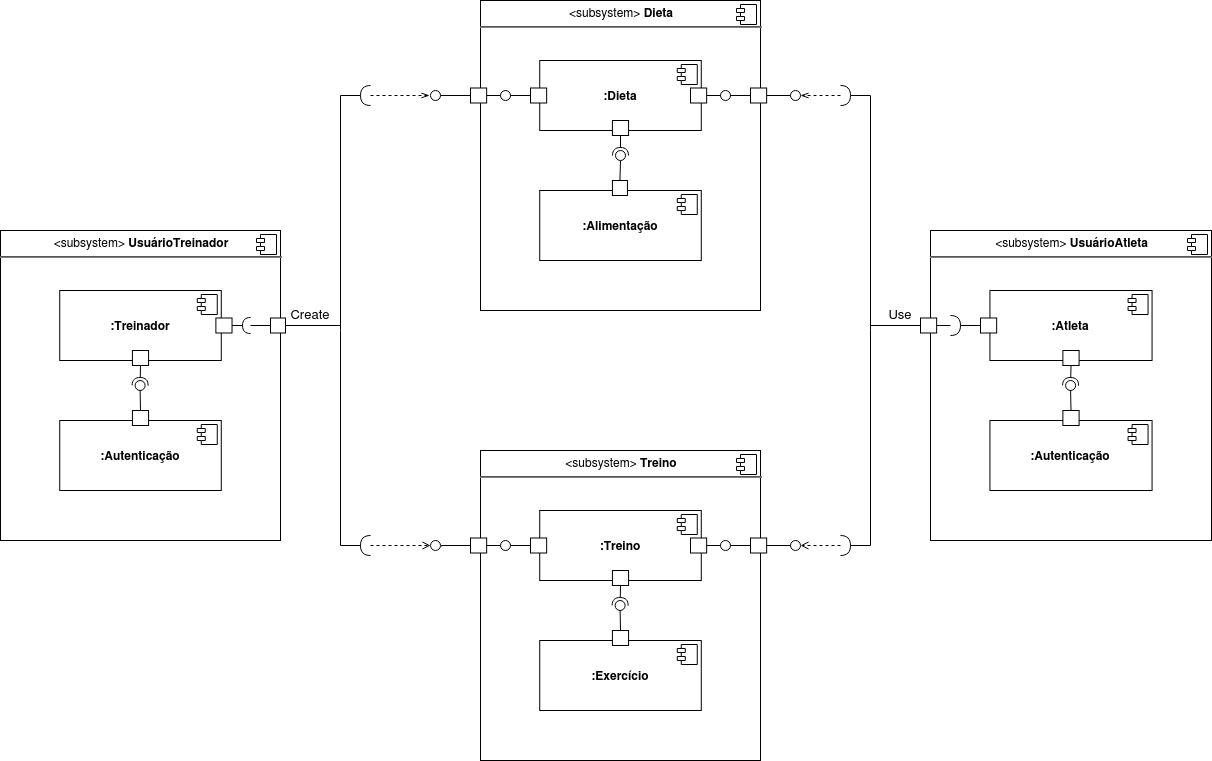 <subsystem> Dieta
:Dieta
:Alimentação
<subsystem> UsuárioTreinador
:Treinador
:Autenticação
Create
<subsystem> UsuárioAtleta
:Atleta
:Autenticação
Use
<subsystem> Treino
:Treino
:Exercício